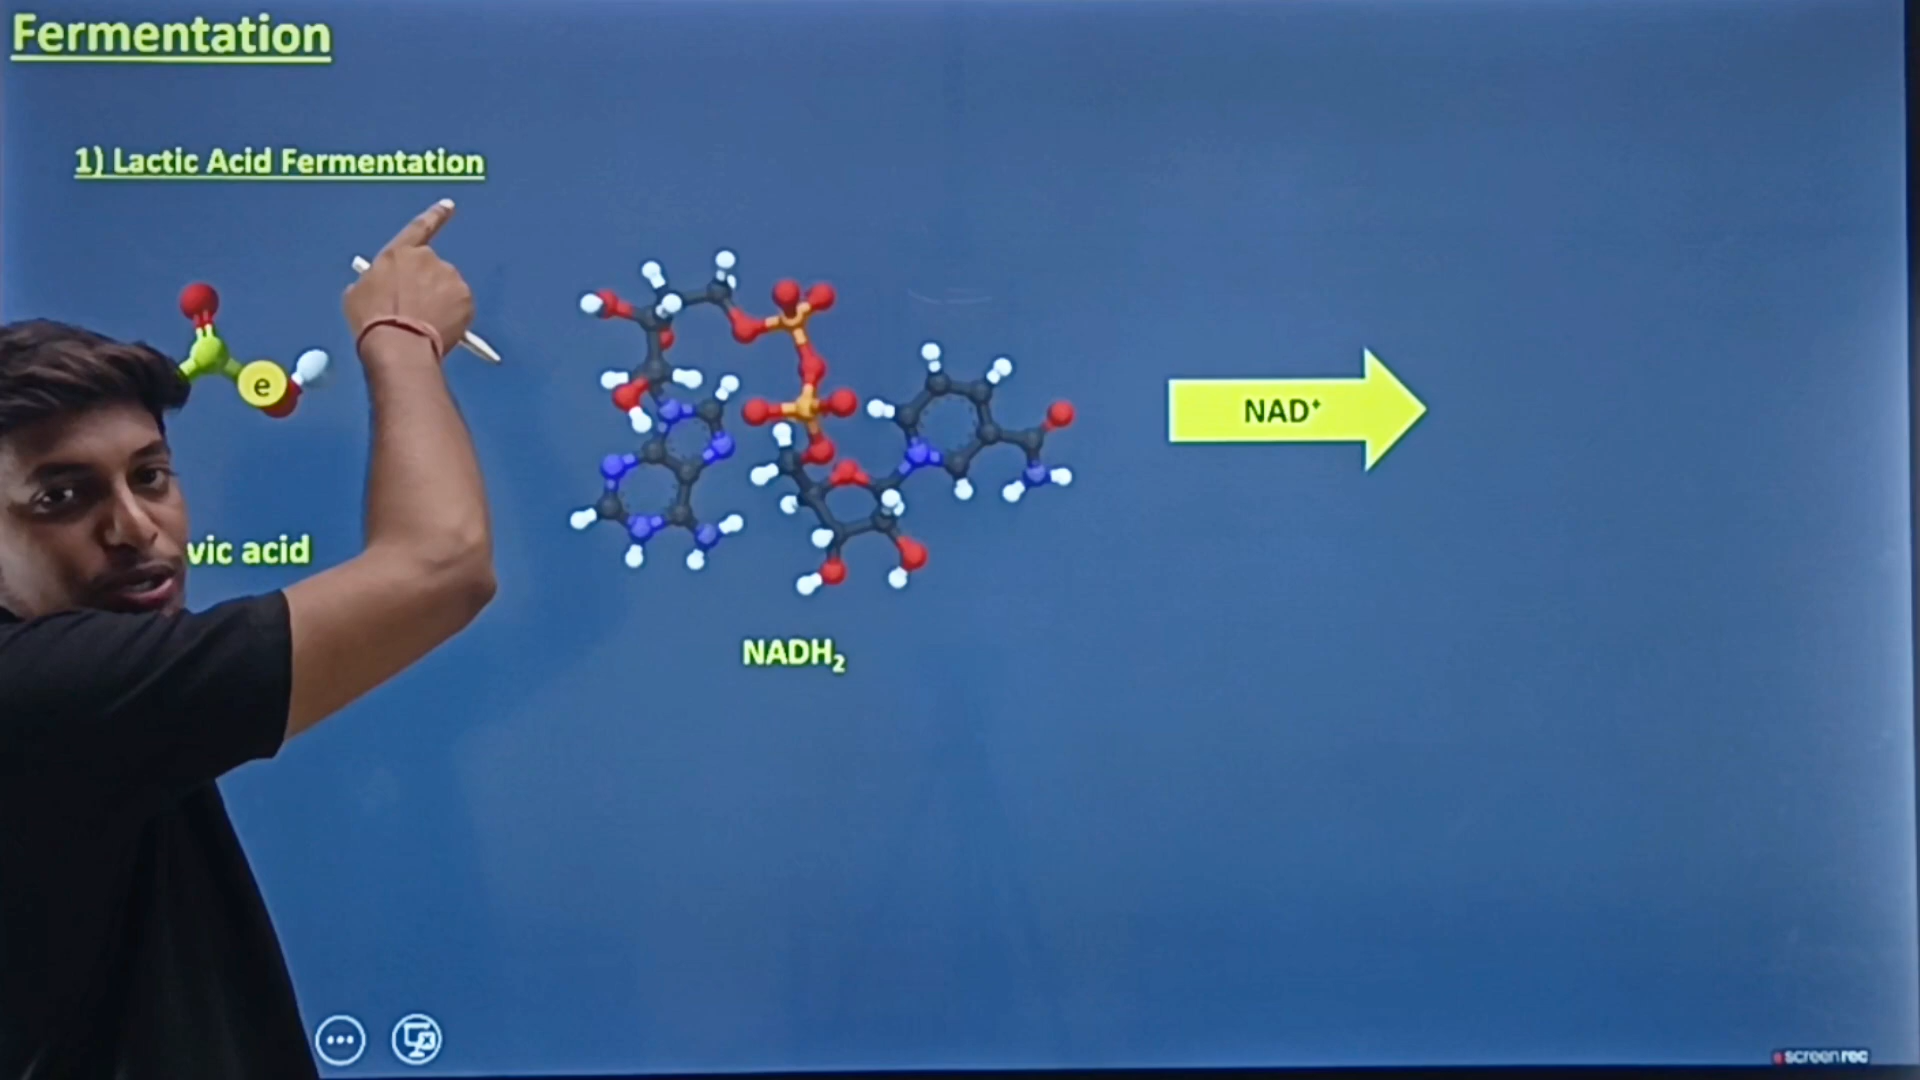 Fermentation
1) Lactic Acid Fermentation
e
vic acid
NADH₂
NAD⁺
screenrec